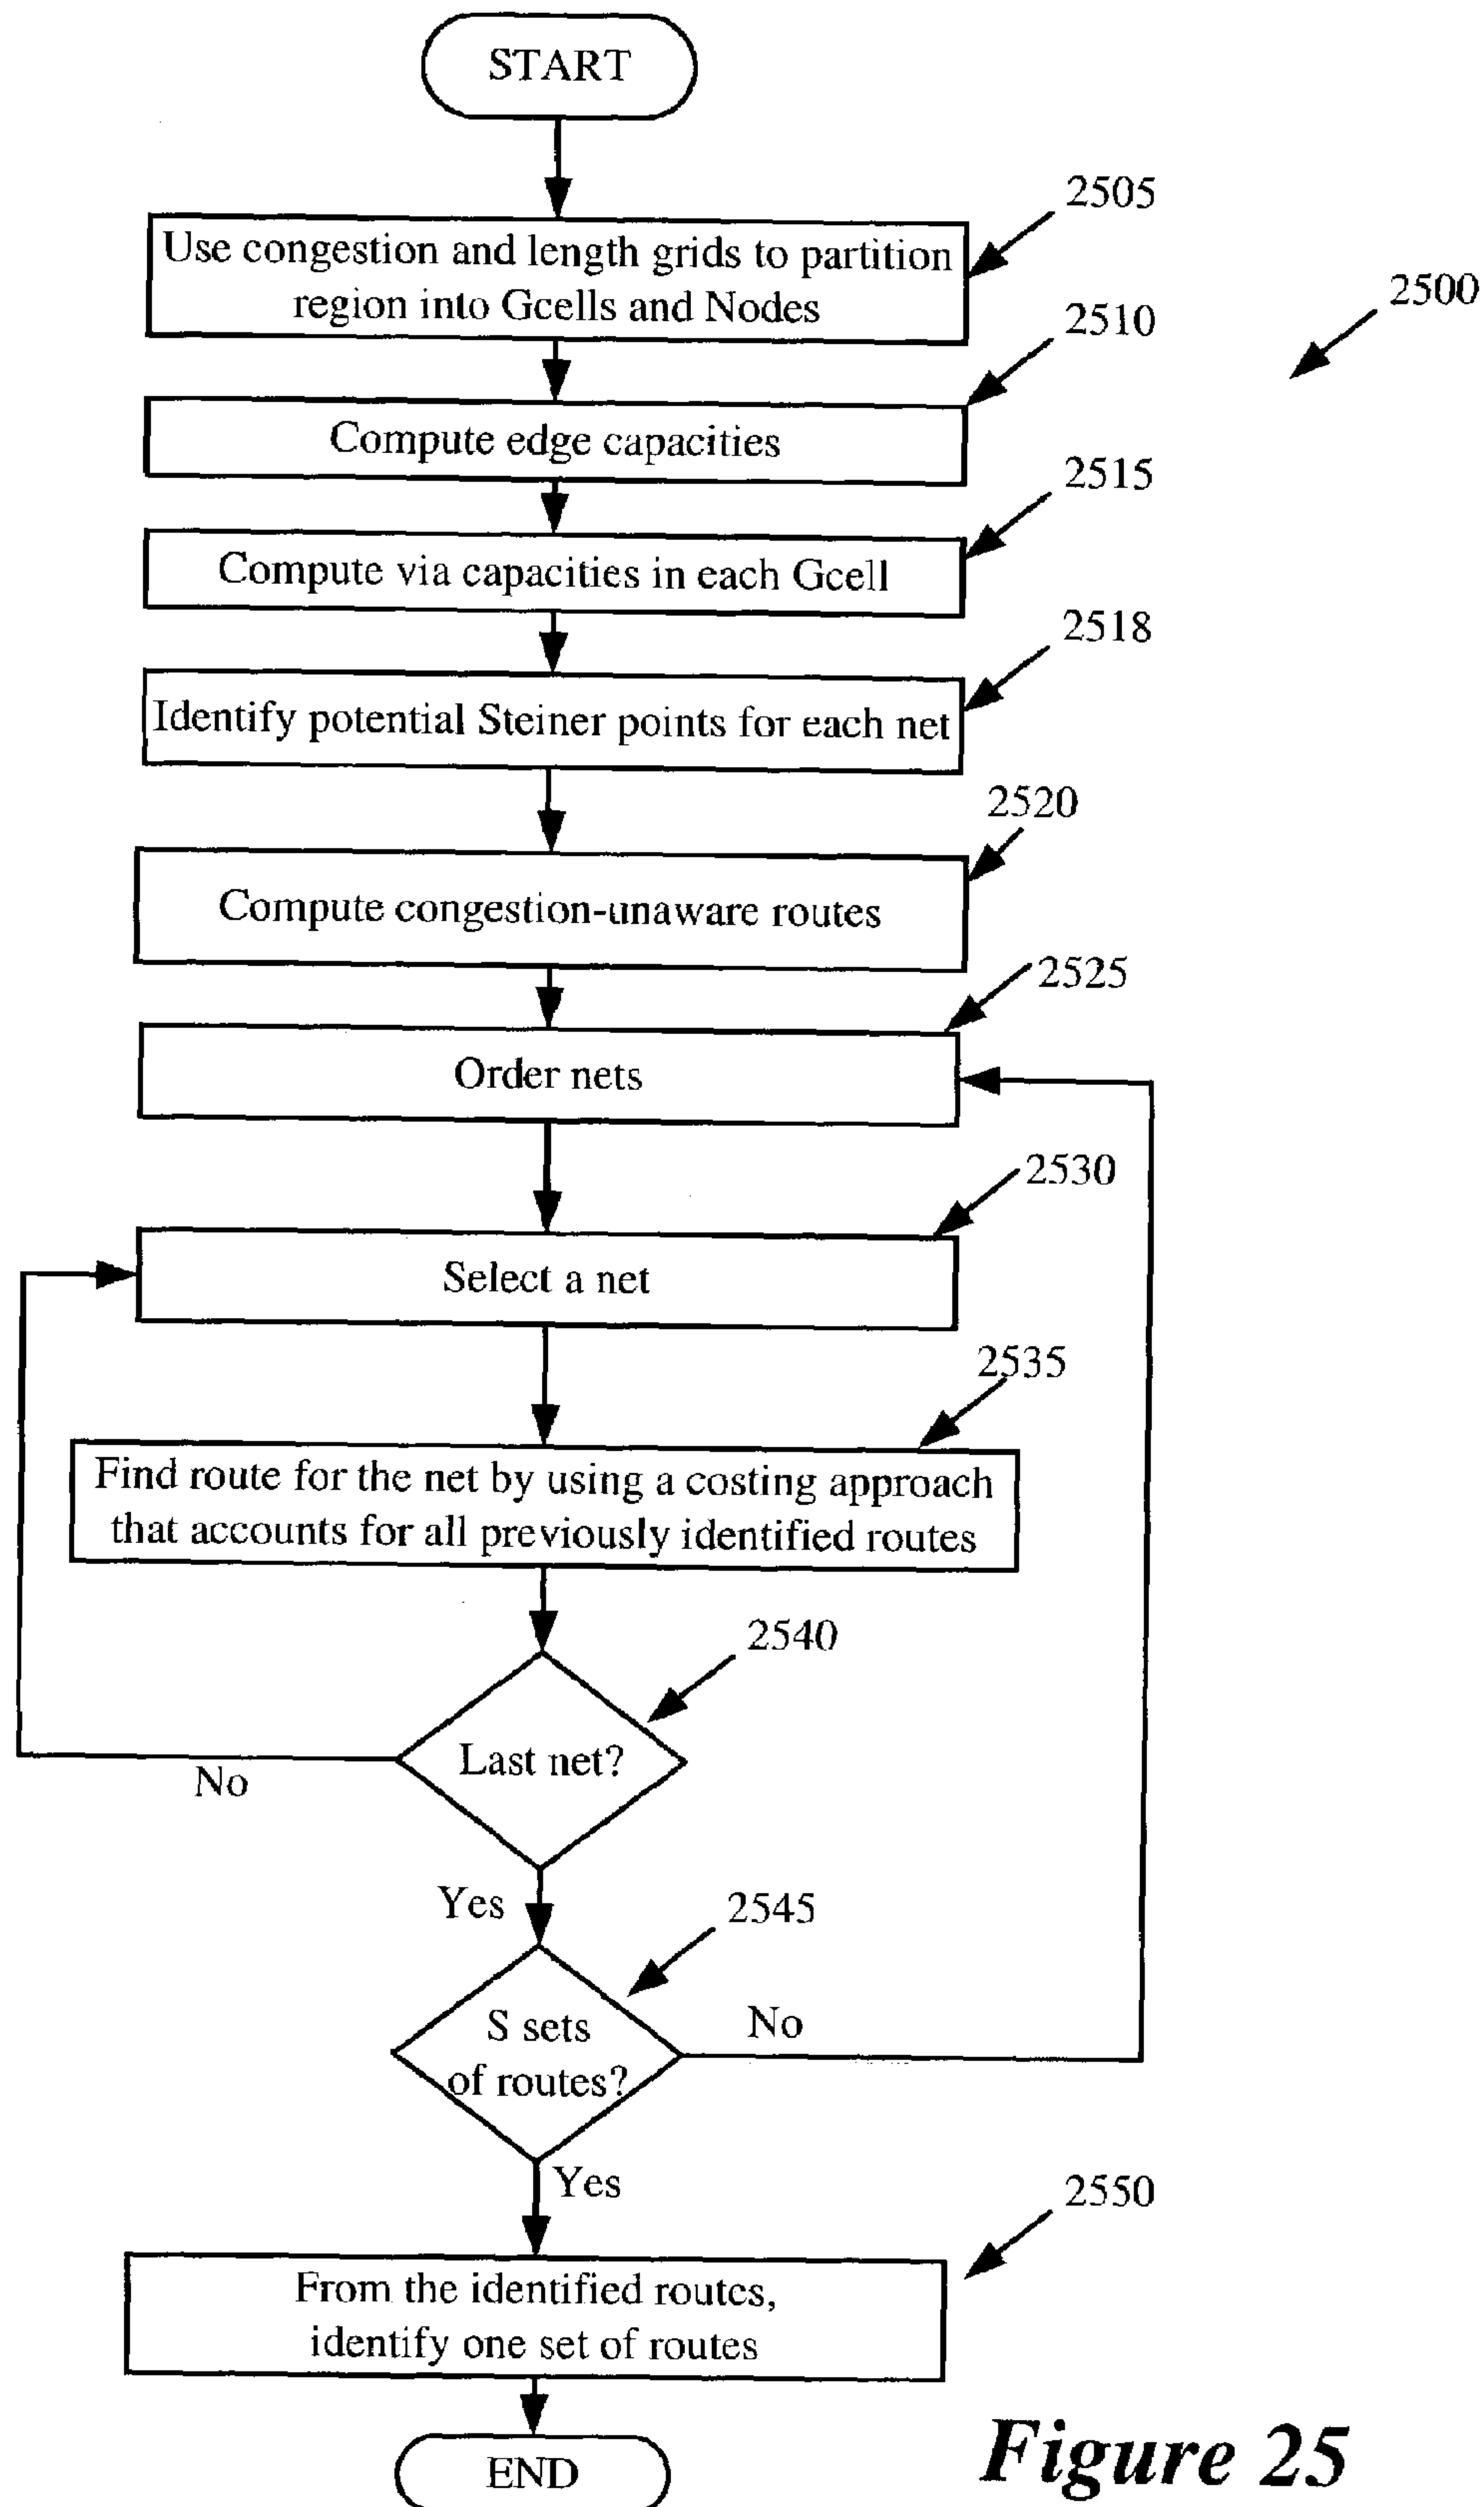 START
2505
Use congestion and length grids to partition
region into Gcells and Nodes
2500
2510
Compute edge capacities
2515
Compute via capacities in each Gcell
2518
Identify potential Steiner points for each net
2520
Compute congestion-unaware routes
2525
Order nets
2530
Select a net
2535
Find route for the net by using a costing approach
that accounts for all previously identified routes
2540
Last net?
No
Yes
2545
S sets
of routes?
No
Yes
2550
From the identified routes,
identify one set of routes
END
Figure 25